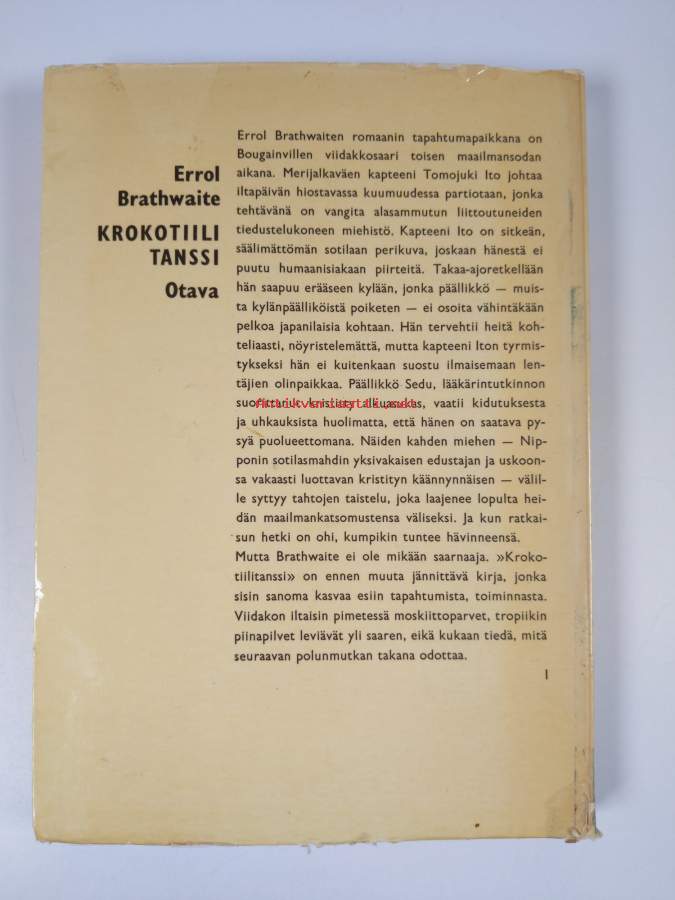 Errol
Brathwaite
KROKOTIILI
TANSSI
Otava
Errol Brathwaiten romaanin tapahtumapaikkana on
Bougainvillen viidakkosaari toisen maailmansodan
aikana. Merijalkaväen kapteeni Tomojuki Ito johtaa
iltapäivän hiostavassa kuumuudessa partiotaan, jonka
tehtävänä on vangita alasammutun liittoutuneiden
tiedustelukoneen miehistö. Kapteeni Ito on sitkeän,
säälimättömän sotilaan perikuva, joskaan hänestä ei
puutu humaanisiakaan piirteitä. Takaa-ajoretkellään
hän saapuu erääseen kylään, jonka päällikkö — muis-
ta kylänpäälliköistä poiketen — ei osoita vähintäkään
pelkoa japanilaisia kohtaan. Hän tervehtii heitä koh-
teliaasti, nöyristelemättä, mutta kapteeni Iton tyrmis-
tykseksi hän ei kuitenkaan suostu ilmaisemaan len-
täjien olinpaikkaa. Päällikkö Sedu, lääkärintutkinnon
suorittanut kristitty alkuasukas, vaatii kidutuksesta
ja uhkauksista huolimatta, että hänen on saatava py-
syä puolueettomana. Näiden kahden miehen — Nip-
ponin sotilasmahdin yksivakaisen edustajan ja uskoon-
sa vakaasti luottavan kristityn käännynnäisen — välil-
le syttyy tahtojen taistelu, joka laajenee lopulta hei-
dän maailmankatsomustensa väliseksi. Ja kun ratkai-
sun hetki on ohi, kumpikin tuntee hävinneensä.
Mutta Brathwaite ei ole mikään saarnaaja. »Kroko-
tiilitanssi» on ennen muuta jännittävä kirja, jonka
sisin sanoma kasvaa esiin tapahtumista, toiminnasta.
Viidakon iltaisin pimetessä moskiittoparvet, tropiikin
piinapilvet leviävät yli saaren, eikä kukaan tiedä, mitä
seuraavan polunmutkan takana odottaa.
I